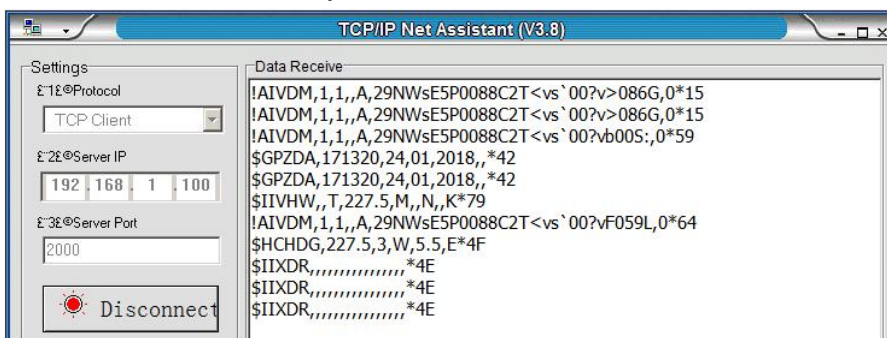 TCP/IP Net Assistant (V3.8)
Settings
£¨1£©Protocol
TCP Client
£¨2£©Server IP
192 .168 . 1 .100
£¨3£©Server Port
2000
Disconnect
Data Receive
!AIVDM,1,1,,A,29NWsE5P0088C2T<vs`00?v>086G,0*15
!AIVDM,1,1,,A,29NWsE5P0088C2T<vs`00?v>086G,0*15
!AIVDM,1,1,,A,29NWsE5P0088C2T<vs`00?vb00S:,0*59
$GPZDA,171320,24,01,2018,,*42
$GPZDA,171320,24,01,2018,,*42
$IIVHW,,T,227.5,M,,N,,K*79
!AIVDM,1,1,,A,29NWsE5P0088C2T<vs`00?vF059L,0*64
$HCHDG,227.5,3,W,5.5,E*4F
$IIXDR,,,,,,,,,,,,,,,,*4E
$IIXDR,,,,,,,,,,,,,,,,*4E
$IIXDR,,,,,,,,,,,,,,,,*4E